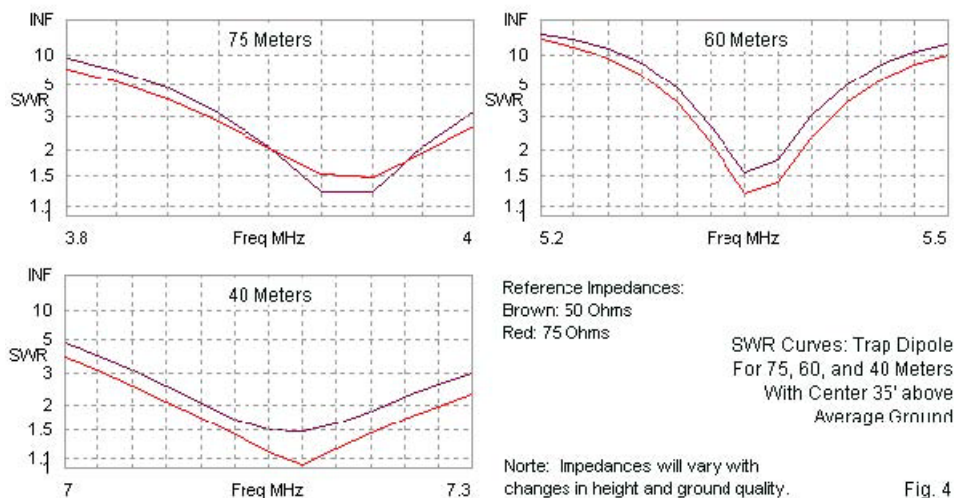 75 Meters
INF
10
5
SWR
3
2
1.5
1.1
1
3.8
Freq MHz
4
60 Meters
INF
10
5
SWR
3
2
1.5
1.1
1
5.2
Freq MHz
5.5
40 Meters
INF
10
5
SWR
3
2
1.5
1.1
1
7
Freq MHz
7.3
Reference Impedances:
Brown: 50 Ohms
Red: 75 Ohms
SWR Curves: Trap Dipole
For 75, 60, and 40 Meters
With Center 35' above
Average Ground
Norte: Impedances will vary with
changes in height and ground quality.
Fig. 4